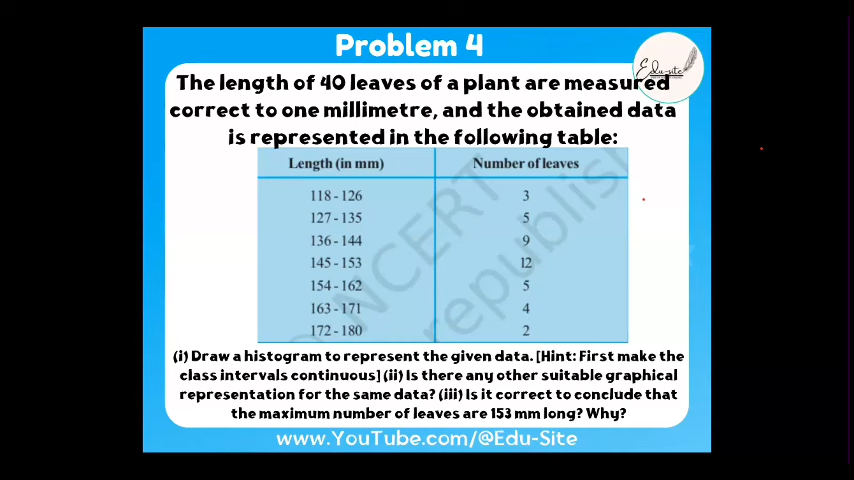 Problem 4
Edu-site
The length of 40 leaves of a plant are measured
correct to one millimetre, and the obtained data
is represented in the following table:
Length (in mm) Number of leaves
118 - 126 3
127 - 135 5
136 - 144 9
145 - 153 12
154 - 162 5
163 - 171 4
172 - 180 2
(i) Draw a histogram to represent the given data. [Hint: First make the
class intervals continuous] (ii) Is there any other suitable graphical
representation for the same data? (iii) Is it correct to conclude that
the maximum number of leaves are 153 mm long? Why?
www.YouTube.com/@Edu-Site